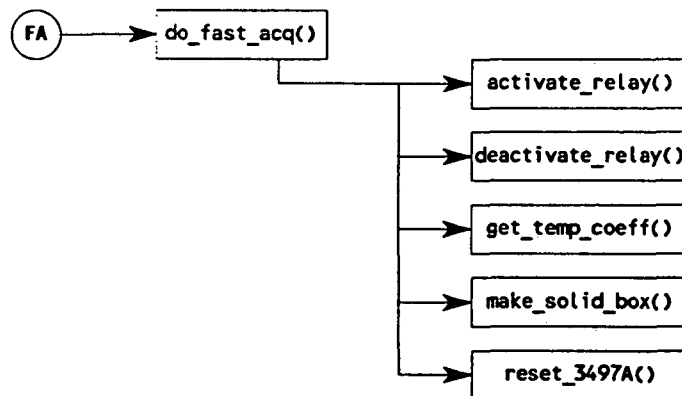 FA
do_fast_acq()
activate_relay()
deactivate_relay()
get_temp_coeff()
make_solid_box()
reset_3497A()